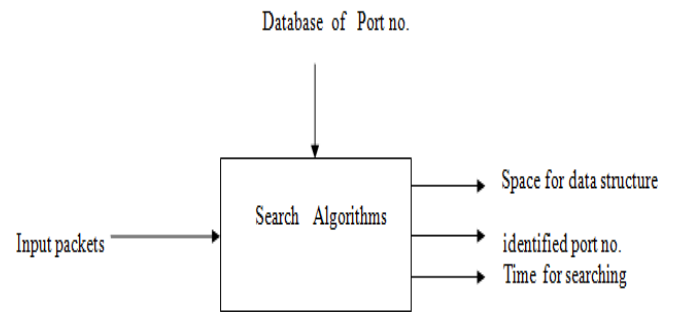 Database of Port no.
Search Algorithms
Input packets
Space for data structure
identified port no.
Time for searching